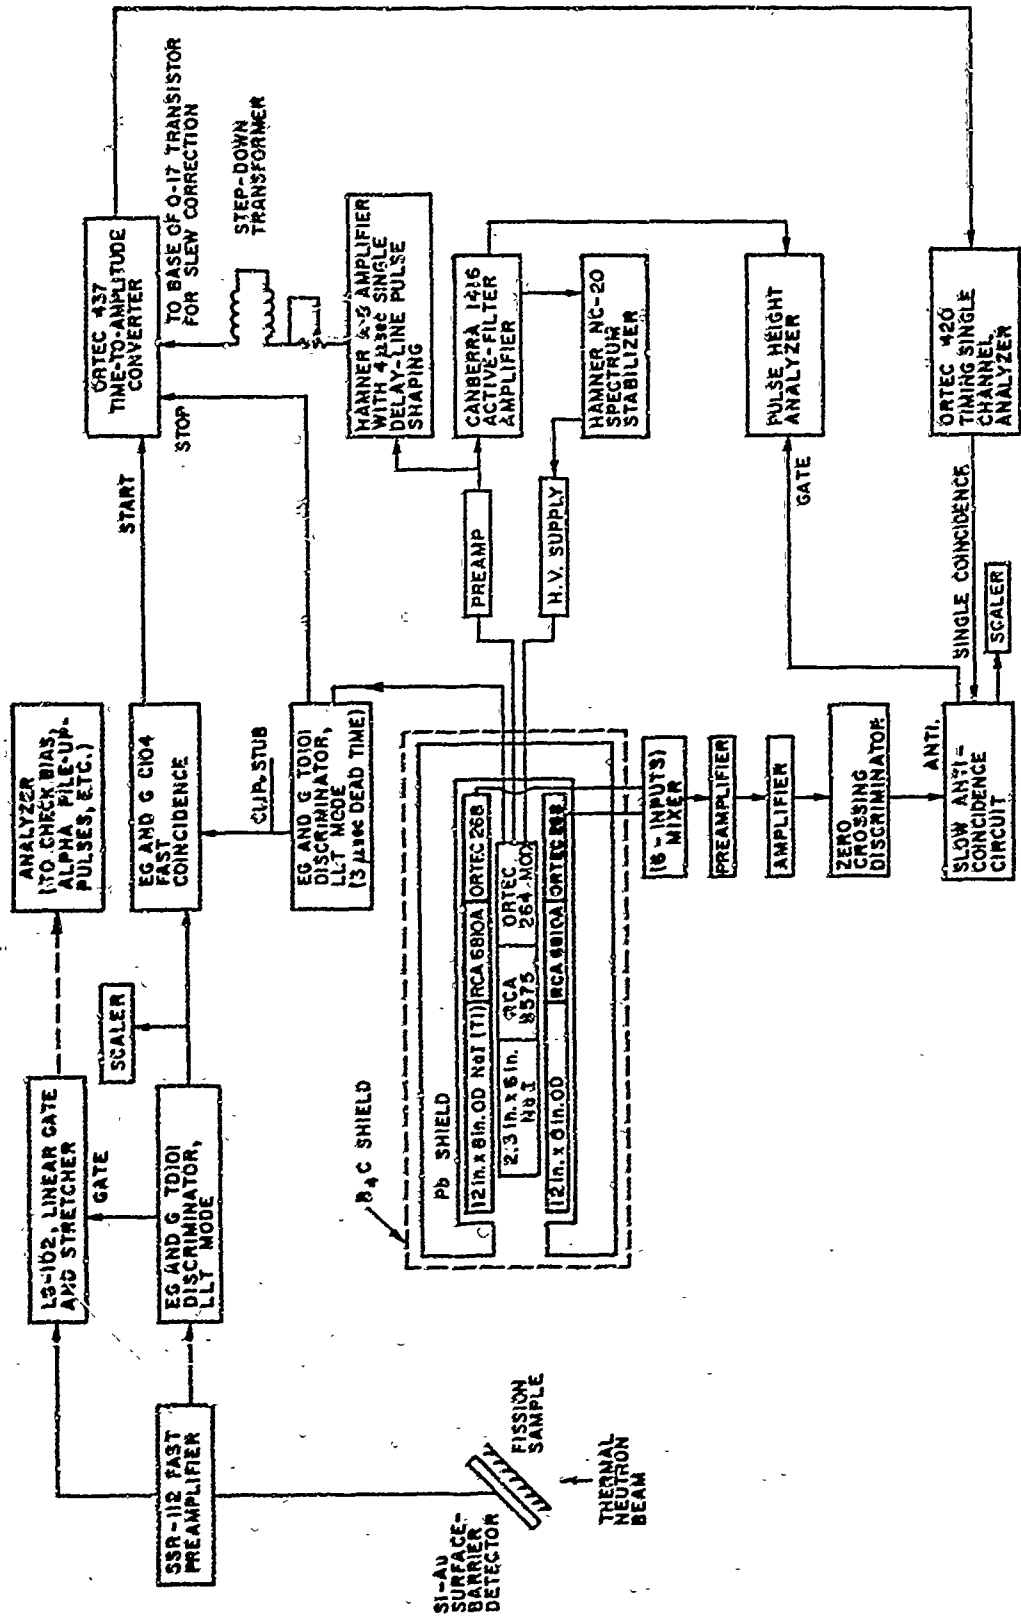 SI-AU
SURFACE-
BARRIER
DETECTOR
FISSION
SAMPLE
THERMAL
NEUTRON
BEAM
SSR-112 FAST
PREAMPLIFIER
LG-102, LINEAR GATE
AND STRETCHER
GATE
EG AND G TD101
DISCRIMINATOR,
LLT MODE
SCALER
ANALYZER
(TO CHECK BIAS,
ALPHA PILE-UP-
PULSES, ETC.)
EG AND G C104
FAST
COINCIDENCE
CLIP STUB
EG AND G TD101
DISCRIMINATOR,
LLT MODE
(3 μsec DEAD TIME)
START
STOP
ORTEC 437
TIME-TO-AMPLITUDE
CONVERTER
TO BASE OF Q-17 TRANSISTOR
FOR SLEW CORRECTION
STEP-DOWN
TRANSFORMER
HAMNER AMPLIFIER
WITH 4 μsec SINGLE
DELAY-LINE PULSE
SHAPING
B4C SHIELD
Pb SHIELD
12 in. x 8 in. OD NaI (Tl)
RCA 6810A
ORTEC 268
2.3 in. x 6 in.
NaI
RCA
8575
ORTEC
264 MOD
12 in. x 8 in. OD
RCA 6810A
ORTEC 268
PREAMP
CANBERRA 1416
ACTIVE-FILTER
AMPLIFIER
H.V. SUPPLY
HAMNER NC-20
SPECTRUM
STABILIZER
(6-INPUTS)
MIXER
PREAMPLIFIER
AMPLIFIER
ZERO
CROSSING
DISCRIMINATOR
ANTI.
SLOW ANTI-
COINCIDENCE
CIRCUIT
SCALER
GATE
PULSE HEIGHT
ANALYZER
SINGLE COINCIDENCE
ORTEC 420
TIMING SINGLE
CHANNEL
ANALYZER